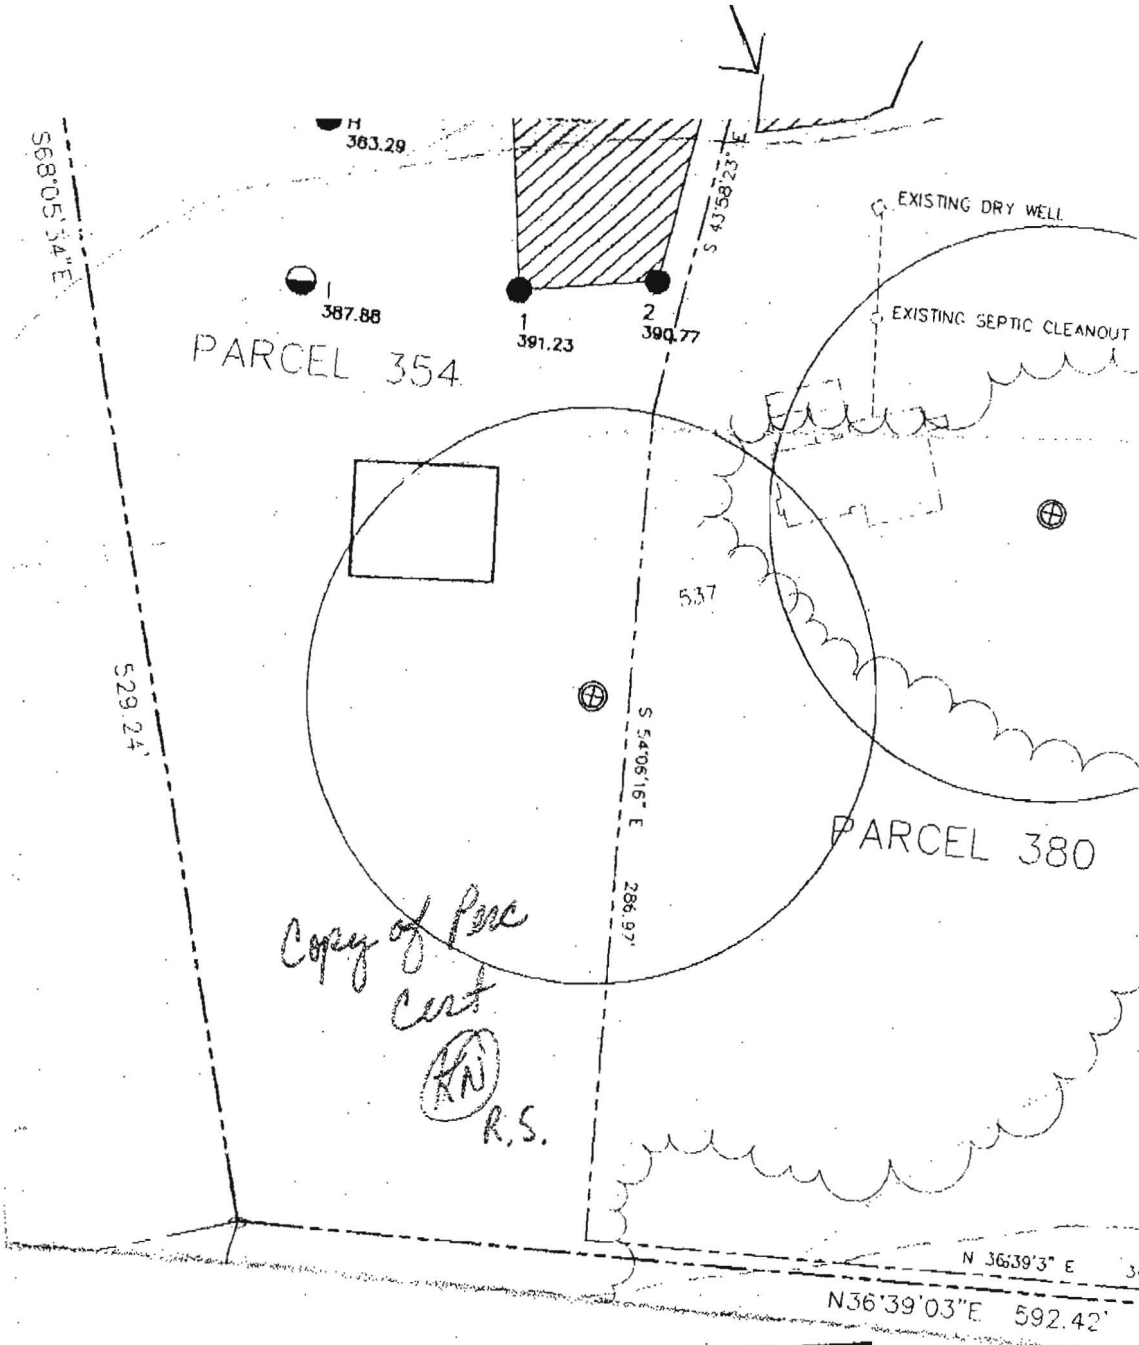 H
383.29
S68°05'34"E
S 43°58'23" E
EXISTING DRY WELL
I
387.88
1
391.23
2
390.77
EXISTING SEPTIC CLEANOUT
PARCEL 354
537
529.24'
S 54°06'16" E
286.97'
PARCEL 380
Copy of Perc
Cert
KN
R.S.
N 36°39'3" E
N36°39'03"E 592.42'